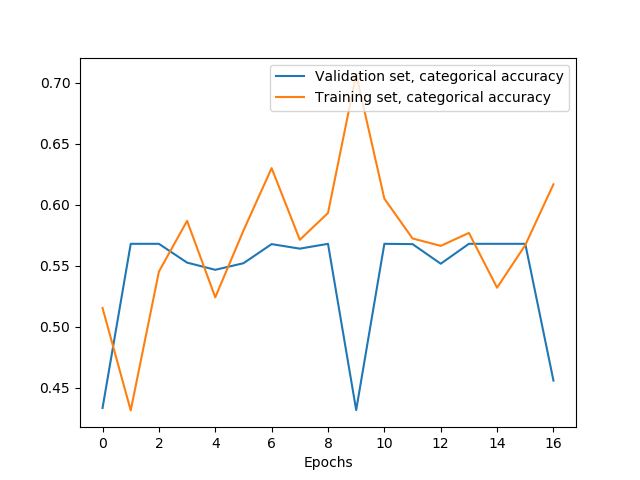 Validation set, categorical accuracy
Training set, categorical accuracy
0.70
0.65
0.60
0.55
0.50
0.45
0 2 4 6 8 10 12 14 16
Epochs